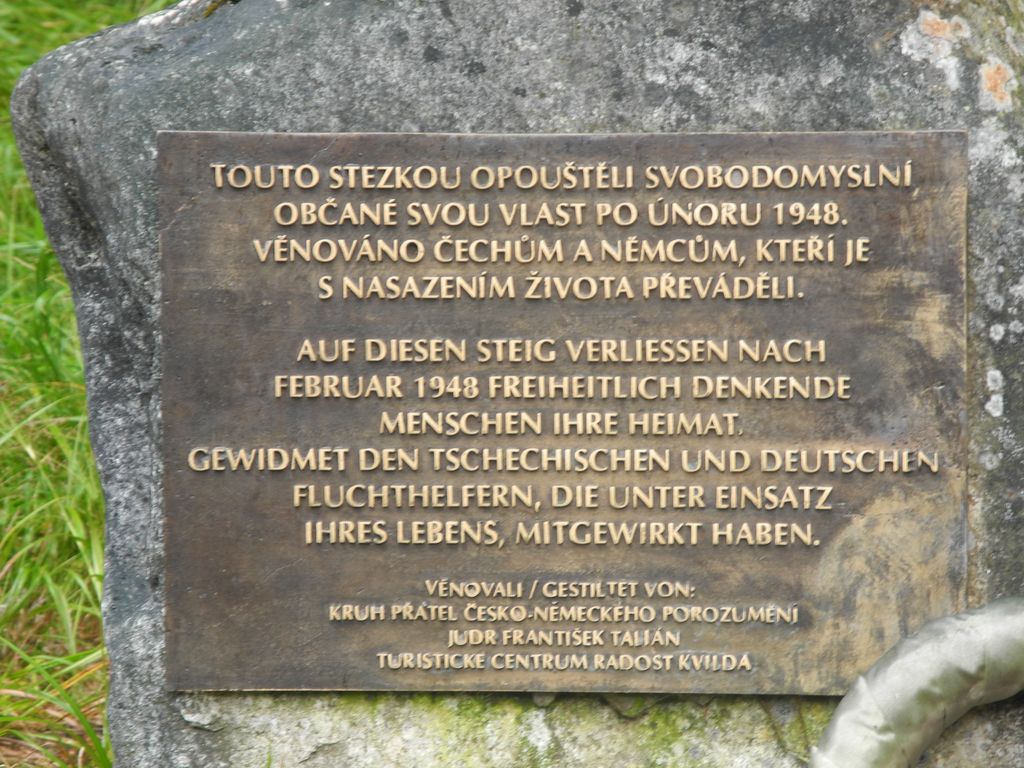 TOUTO STEZKOU OPOUŠTĚLI SVOBODOMYSLNÍ
OBČANÉ SVOU VLAST PO ÚNORU 1948.
VĚNOVÁNO ČECHŮM A NĚMCŮM, KTEŘÍ JE
S NASAZENÍM ŽIVOTA PŘEVÁDĚLI.
AUF DIESEN STEIG VERLIESSEN NACH
FEBRUAR 1948 FREIHEITLICH DENKENDE
MENSCHEN IHRE HEIMAT.
GEWIDMET DEN TSCHECHISCHEN UND DEUTSCHEN
FLUCHTHELFERN, DIE UNTER EINSATZ
IHRES LEBENS, MITGEWIRKT HABEN.
VĚNOVALI / GESTILTET VON:
KRUH PŘÁTEL ČESKO-NĚMECKÉHO POROZUMĚNÍ
JUDR FRANTIŠEK TALIÁN
TURISTICKÉ CENTRUM RADOST KVILDA